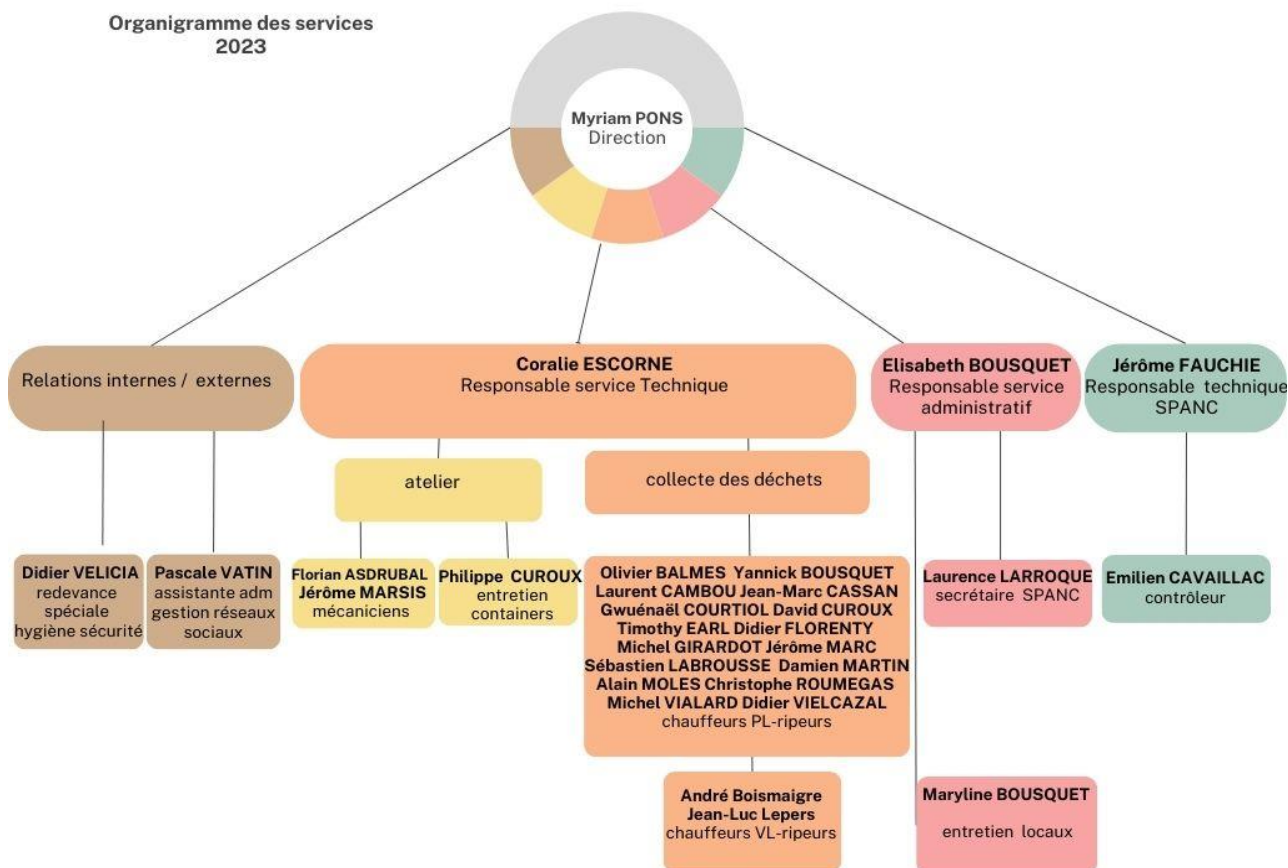 Organigramme des services
2023
Myriam PONS
Direction
Relations internes / externes
Coralie ESCORNE
Responsable service Technique
Elisabeth BOUSQUET
Responsable service
administratif
Jérôme FAUCHIE
Responsable technique
SPANC
atelier
collecte des déchets
Didier VELICIA
redevance
spéciale
hygiène sécurité
Pascale VATIN
assistante adm
gestion réseaux
sociaux
Florian ASDRUBAL
Jérôme MARSIS
mécaniciens
Philippe CUROUX
entretien
containers
Olivier BALMES Yannick BOUSQUET
Laurent CAMBOU Jean-Marc CASSAN
Gwuénaël COURTIOL David CUROUX
Timothy EARL Didier FLORENTY
Michel GIRARDOT Jérôme MARC
Sébastien LABROUSSE Damien MARTIN
Alain MOLES Christophe ROUMEGAS
Michel VIALARD Didier VIELCAZAL
chauffeurs PL-ripeurs
Laurence LARROQUE
secrétaire SPANC
Emilien CAVAILLAC
contrôleur
André Boismaigre
Jean-Luc Lepers
chauffeurs VL-ripeurs
Maryline BOUSQUET
entretien locaux